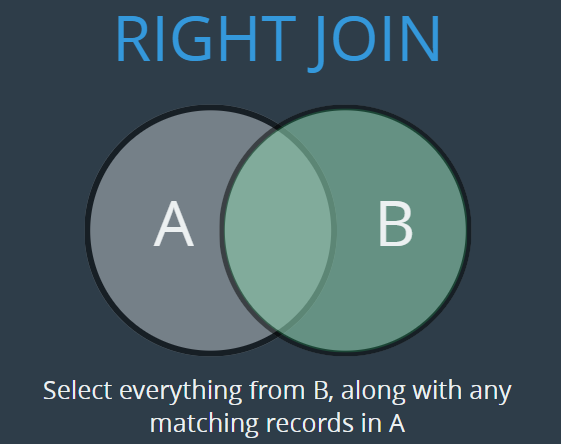 RIGHT JOIN
A
B
Select everything from B, along with any
matching records in A